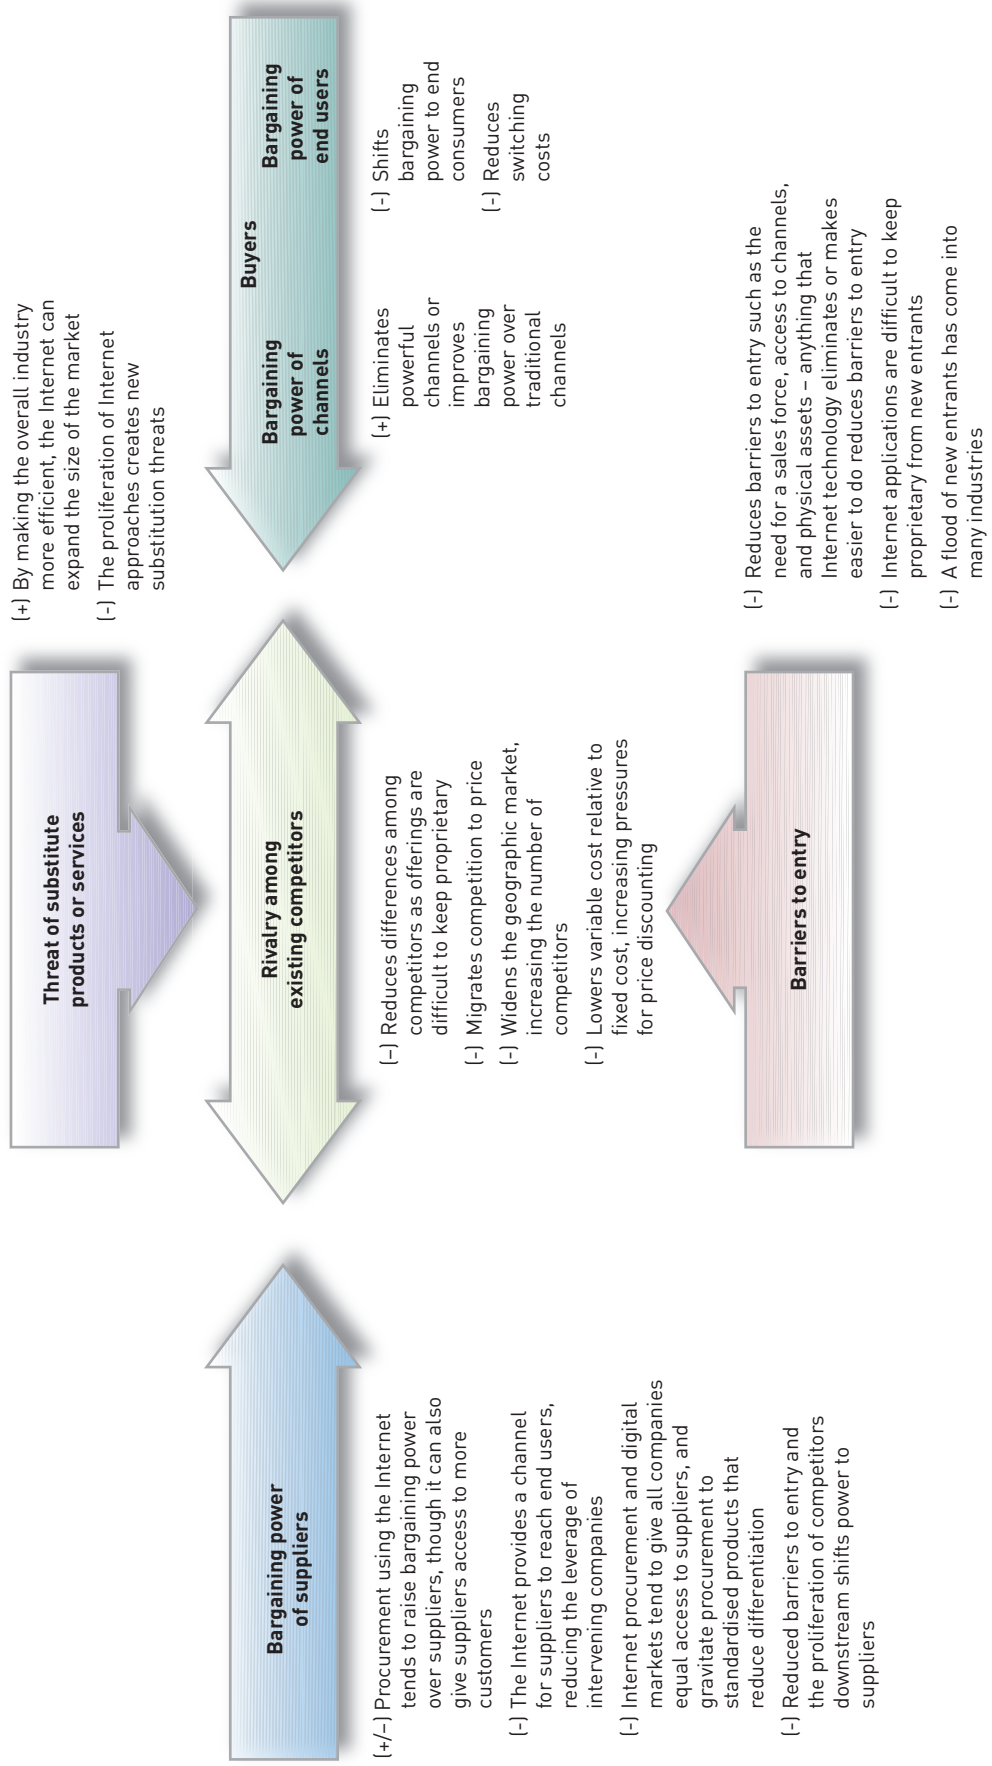 Threat of substitute
products or services
(+) By making the overall industry
more efficient, the Internet can
expand the size of the market
(-) The proliferation of Internet
approaches creates new
substitution threats
Bargaining power
of suppliers
(+/–) Procurement using the Internet
tends to raise bargaining power
over suppliers, though it can also
give suppliers access to more
customers
(-) The Internet provides a channel
for suppliers to reach end users,
reducing the leverage of
intervening companies
(-) Internet procurement and digital
markets tend to give all companies
equal access to suppliers, and
gravitate procurement to
standardised products that
reduce differentiation
(-) Reduced barriers to entry and
the proliferation of competitors
downstream shifts power to
suppliers
Rivalry among
existing competitors
(–) Reduces differences among
competitors as offerings are
difficult to keep proprietary
(-) Migrates competition to price
(-) Widens the geographic market,
increasing the number of
competitors
(-) Lowers variable cost relative to
fixed cost, increasing pressures
for price discounting
Buyers
Bargaining
power of
channels
Bargaining
power of
end users
(+) Eliminates
powerful
channels or
improves
bargaining
power over
traditional
channels
(-) Shifts
bargaining
power to end
consumers
(-) Reduces
switching
costs
Barriers to entry
(-) Reduces barriers to entry such as the
need for a sales force, access to channels,
and physical assets – anything that
Internet technology eliminates or makes
easier to do reduces barriers to entry
(-) Internet applications are difficult to keep
proprietary from new entrants
(-) A flood of new entrants has come into
many industries